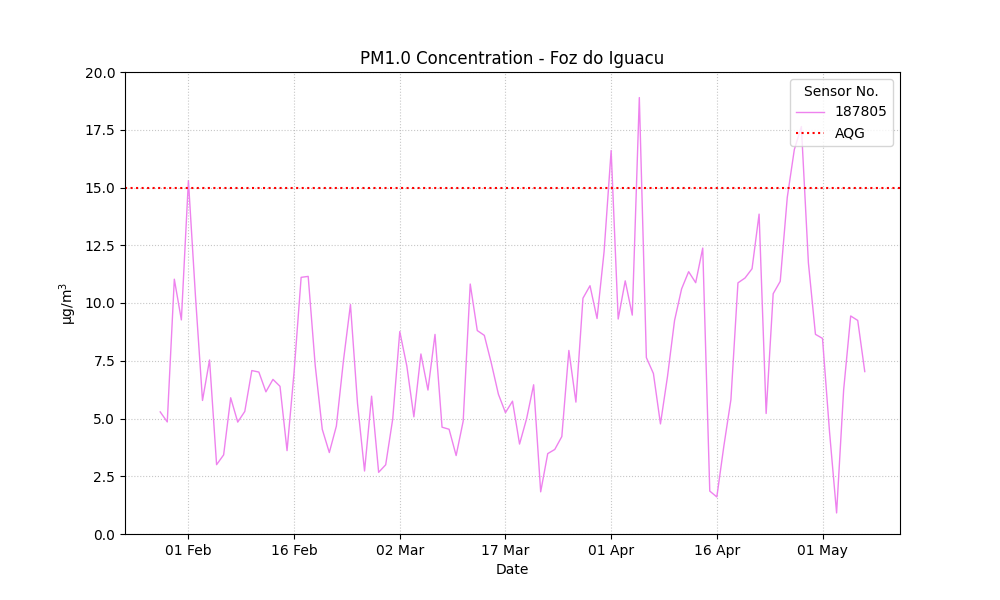 PM1.0 Concentration - Foz do Iguacu
Sensor No.
187805
AQG
µg/m³
20.0
17.5
15.0
12.5
10.0
7.5
5.0
2.5
0.0
01 Feb
16 Feb
02 Mar
17 Mar
01 Apr
16 Apr
01 May
Date